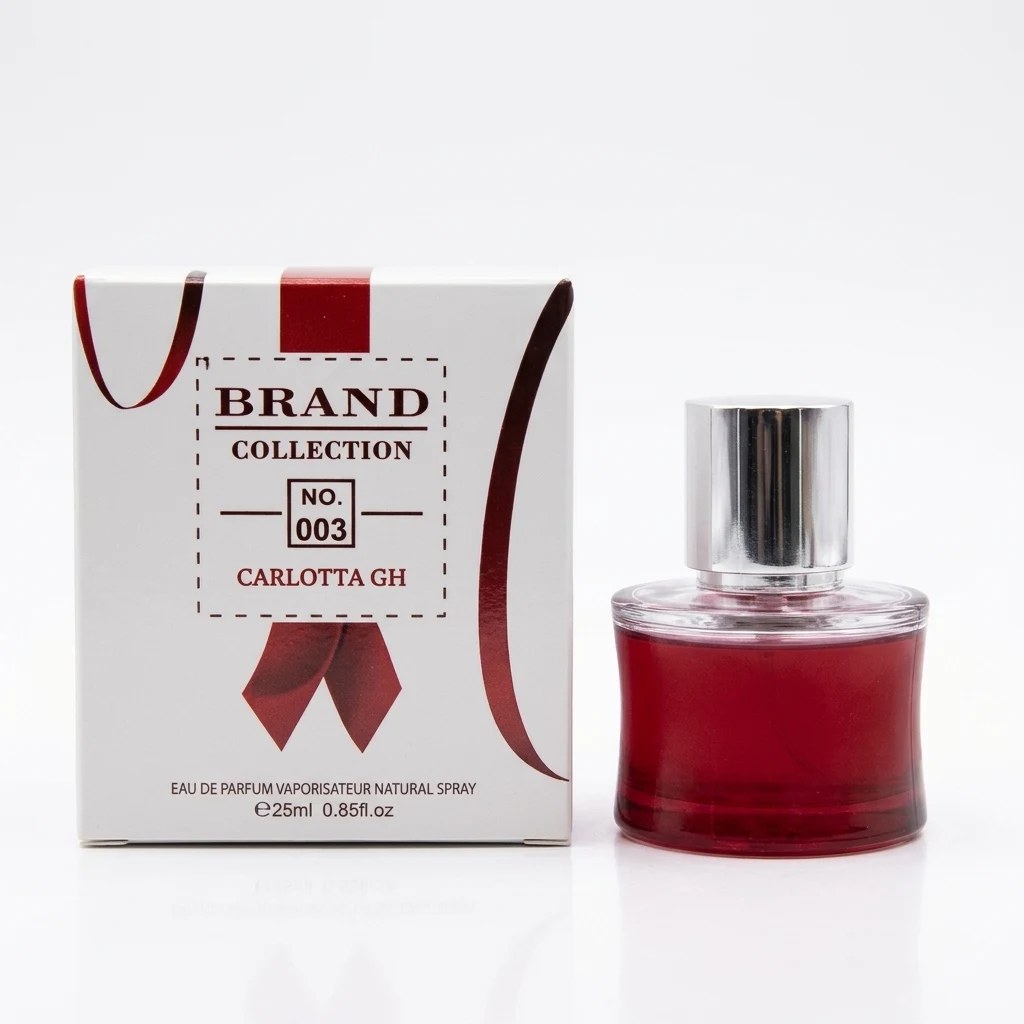 BRAND
COLLECTION
NO.
003
CARLOTTA GH
EAU DE PARFUM VAPORISATEUR NATURAL SPRAY
℮25ml 0.85fl.oz